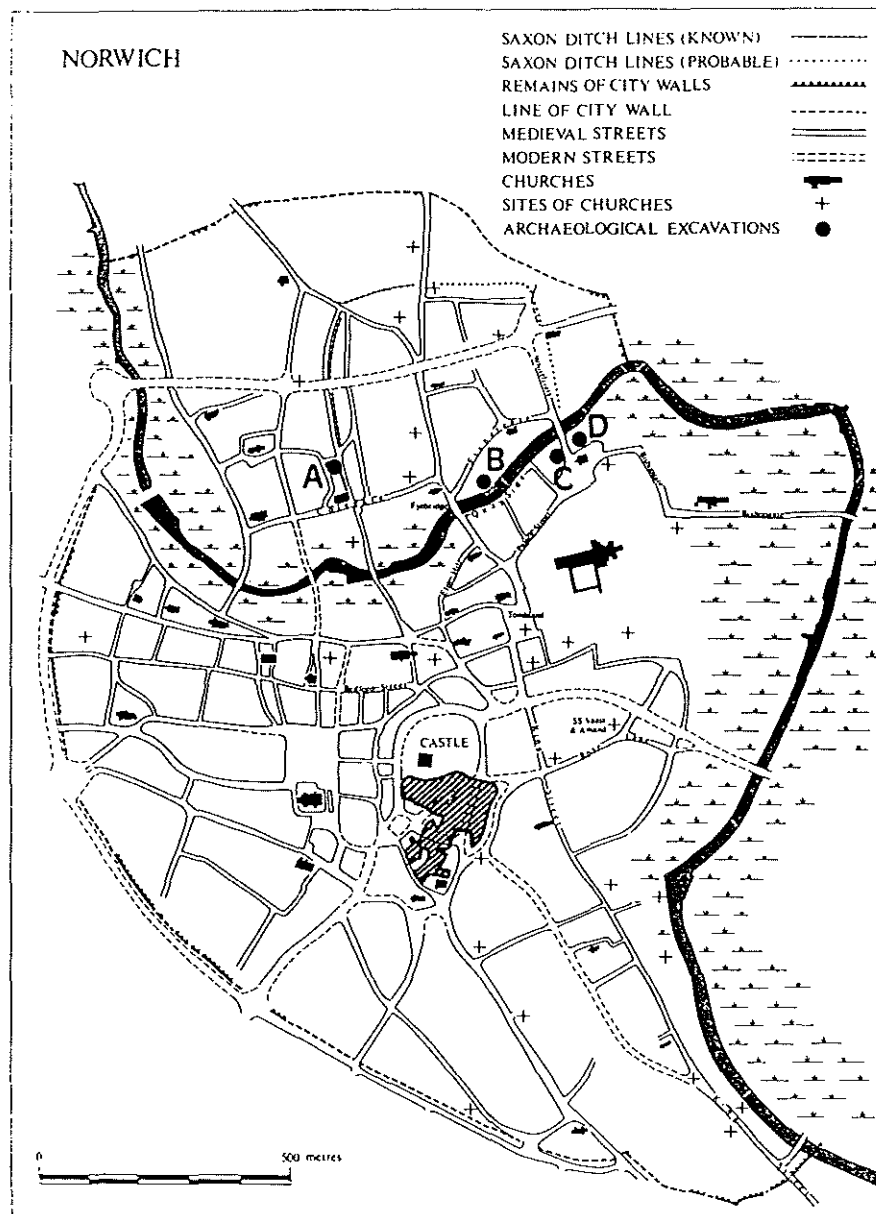 NORWICH
SAXON DITCH LINES (KNOWN)
SAXON DITCH LINES (PROBABLE)
REMAINS OF CITY WALLS
LINE OF CITY WALL
MEDIEVAL STREETS
MODERN STREETS
CHURCHES
SITES OF CHURCHES
ARCHAEOLOGICAL EXCAVATIONS
A
B
C
D
Tombland
CASTLE
0
500 metres